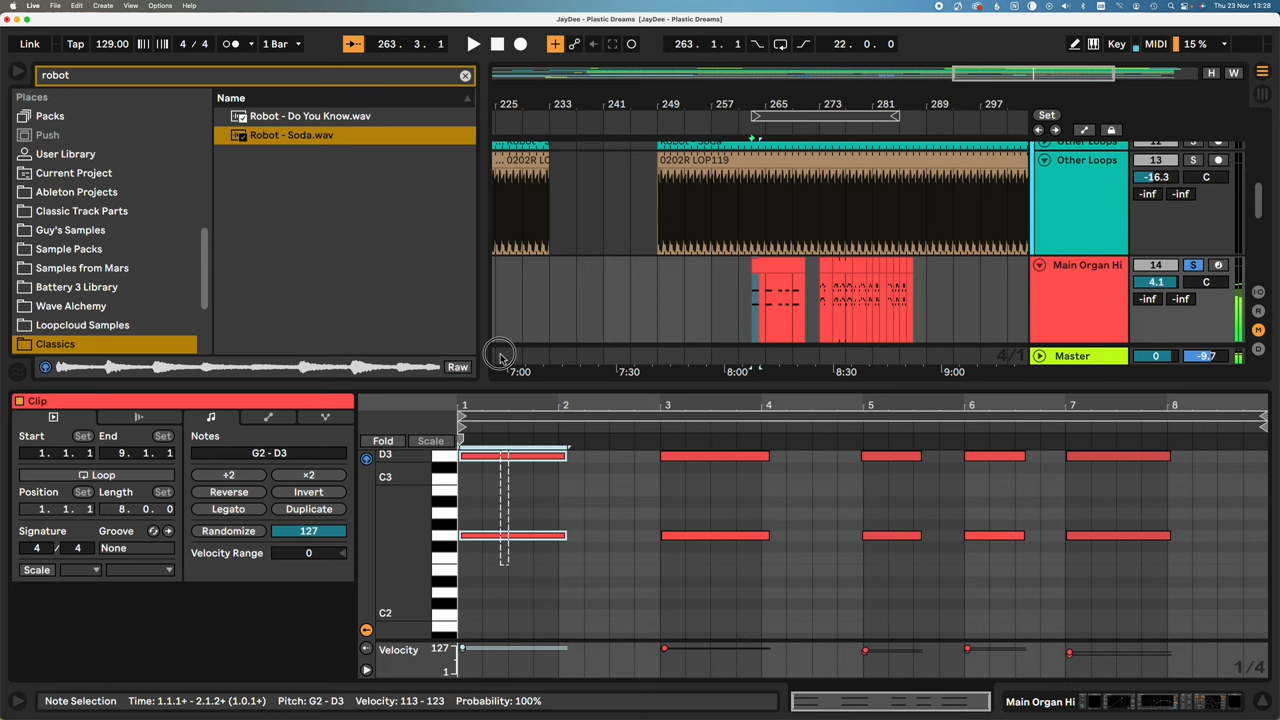 Live File Edit Create View Options Help
Thu 23 Nov 13:28
JayDee - Plastic Dreams [JayDee - Plastic Dreams]
Link Tap 129.00 4 / 4 1 Bar 263. 3. 1 263. 1. 1 22. 0. 0 Key MIDI 15 %
robot
H W
Places
Name
Packs
Push
User Library
Current Project
Ableton Projects
Classic Track Parts
Guy's Samples
Sample Packs
Samples from Mars
Battery 3 Library
Wave Alchemy
Loopcloud Samples
Classics
Robot - Do You Know.wav
Robot - Soda.wav
Raw
225 233 241 249 257 265 273 281 289 297
Set
Other Loops 12 S
... 0202R LO 0202R LOP119 Other Loops 13 S
-16.3 C
-inf -inf
Main Organ Hi 14 S
4.1 C
-inf -inf
4/1 Master 0 -9.7
7:00 7:30 8:00 8:30 9:00
Clip
Start Set End Set
1. 1. 1 9. 1. 1
Loop
Position Set Length Set
1. 1. 1 8. 0. 0
Signature Groove
4 / 4 None
Scale
Notes
G2 - D3
÷2 ×2
Reverse Invert
Legato Duplicate
Randomize 127
Velocity Range 0
1 2 3 4 5 6 7 8
Fold Scale
D3
C3
C2
Velocity 127
1
1/4
Note Selection Time: 1.1.1+ - 2.1.2+ (1.0.1+) Pitch: G2 - D3 Velocity: 113 - 123 Probability: 100%
Main Organ Hi